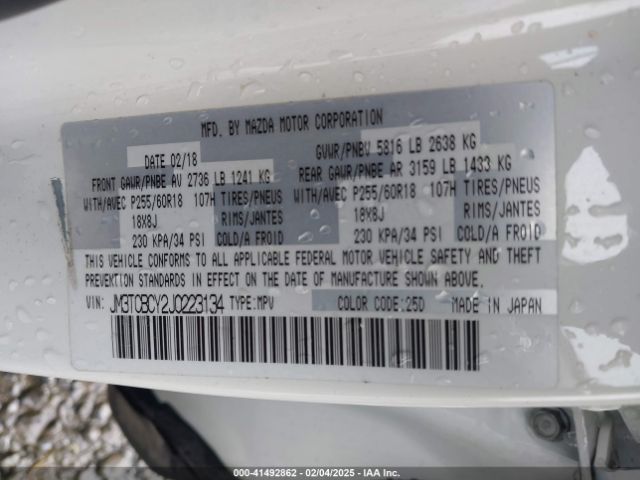 MFD. BY MAZDA MOTOR CORPORATION
DATE 02/18 GVWR/PNBV 5816 LB 2638 KG
FRONT GAWR/PNBE AV 2736 LB 1241 KG REAR GAWR/PNBE AR 3159 LB 1433 KG
WITH/AVEC P255/60R18 107H TIRES/PNEUS WITH/AVEC P255/60R18 107H TIRES/PNEUS
18X8J RIMS/JANTES 18X8J RIMS/JANTES
230 KPA/34 PSI COLD/A FROID 230 KPA/34 PSI COLD/A FROID
THIS VEHICLE CONFORMS TO ALL APPLICABLE FEDERAL MOTOR VEHICLE SAFETY AND THEFT
PREVENTION STANDARDS IN EFFECT ON THE DATE OF MANUFACTURE SHOWN ABOVE.
VIN: JM3TCBCY2J0223134 TYPE:MPV COLOR CODE:25D MADE IN JAPAN
000-41492862 - 02/04/2025 - IAA Inc.